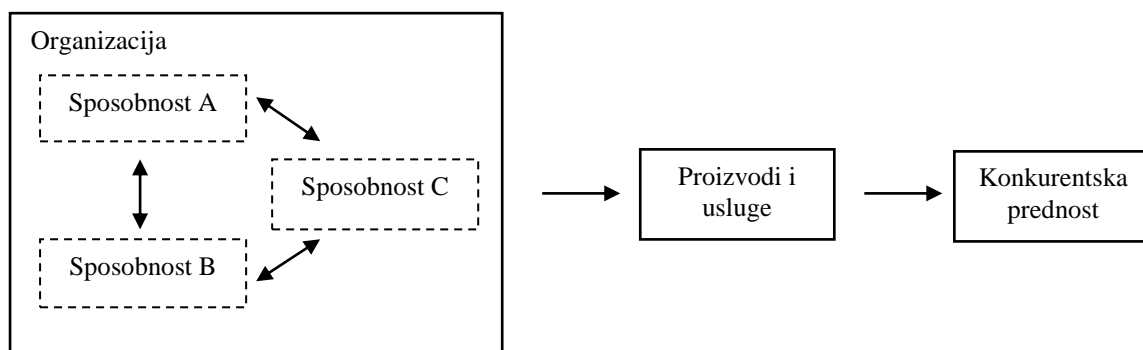 Organizacija
Sposobnost A
Sposobnost C
Sposobnost B
Proizvodi i
usluge
Konkurentska
prednost